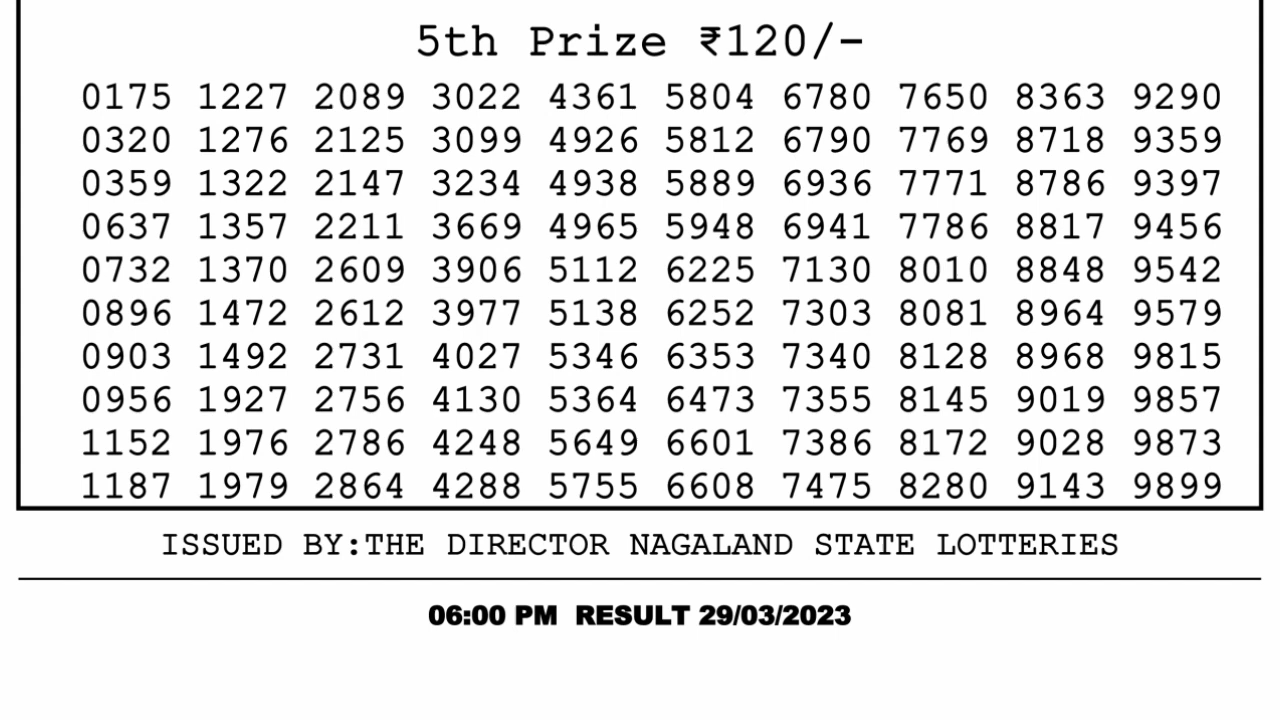 5th Prize ₹120/-
0175 1227 2089 3022 4361 5804 6780 7650 8363 9290
0320 1276 2125 3099 4926 5812 6790 7769 8718 9359
0359 1322 2147 3234 4938 5889 6936 7771 8786 9397
0637 1357 2211 3669 4965 5948 6941 7786 8817 9456
0732 1370 2609 3906 5112 6225 7130 8010 8848 9542
0896 1472 2612 3977 5138 6252 7303 8081 8964 9579
0903 1492 2731 4027 5346 6353 7340 8128 8968 9815
0956 1927 2756 4130 5364 6473 7355 8145 9019 9857
1152 1976 2786 4248 5649 6601 7386 8172 9028 9873
1187 1979 2864 4288 5755 6608 7475 8280 9143 9899
ISSUED BY:THE DIRECTOR NAGALAND STATE LOTTERIES
06:00 PM RESULT 29/03/2023